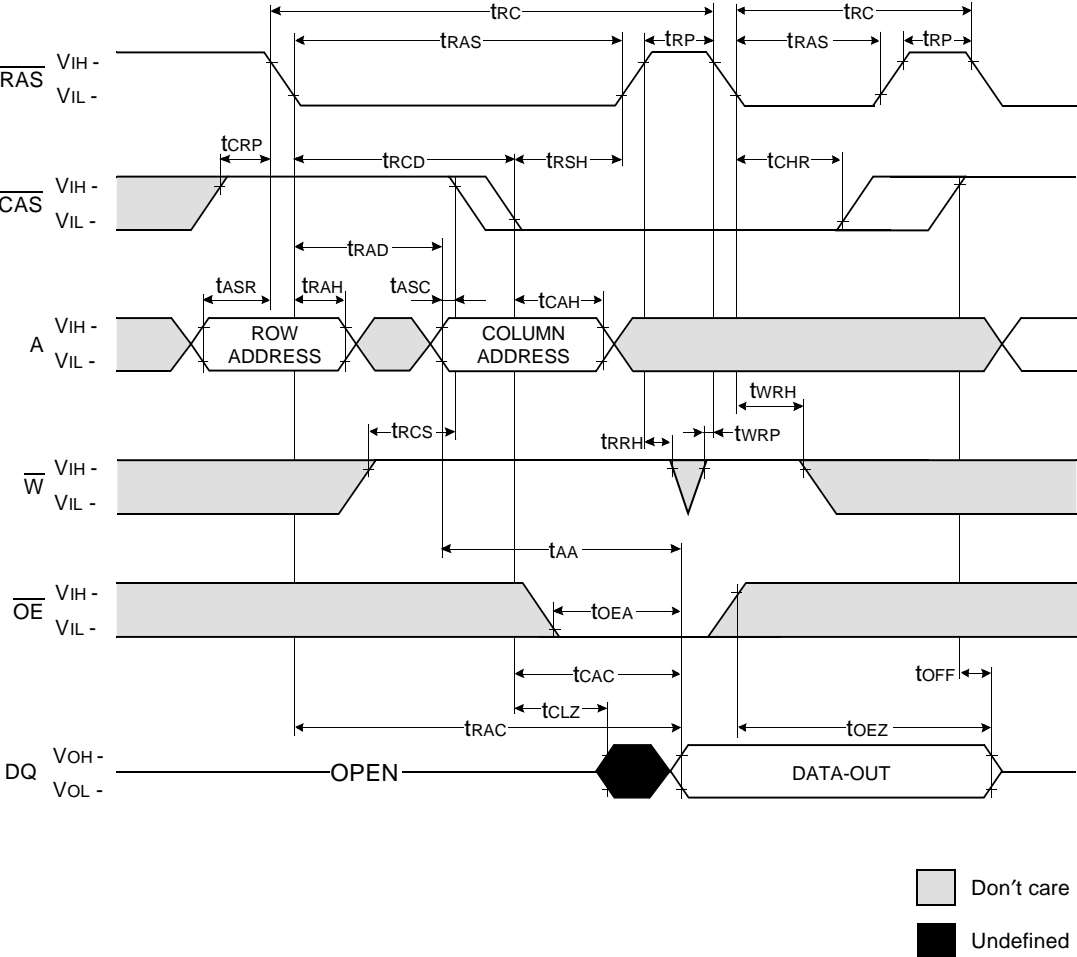 tRC tRC
tRAS tRP tRAS tRP
RAS VIH -
VIL -
tCRP tRCD tRSH tCHR
CAS VIH -
VIL -
tRAD
tASR tRAH tASC tCAH
A VIH -
VIL -
ROW
ADDRESS
COLUMN
ADDRESS
tWRH
tRCS tRRH tWRP
W VIH -
VIL -
tAA
OE VIH -
VIL -
tOEA
tCAC tOFF
tCLZ
tRAC tOEZ
DQ VOH -
VOL -
OPEN DATA-OUT
Don′t care
Undefined